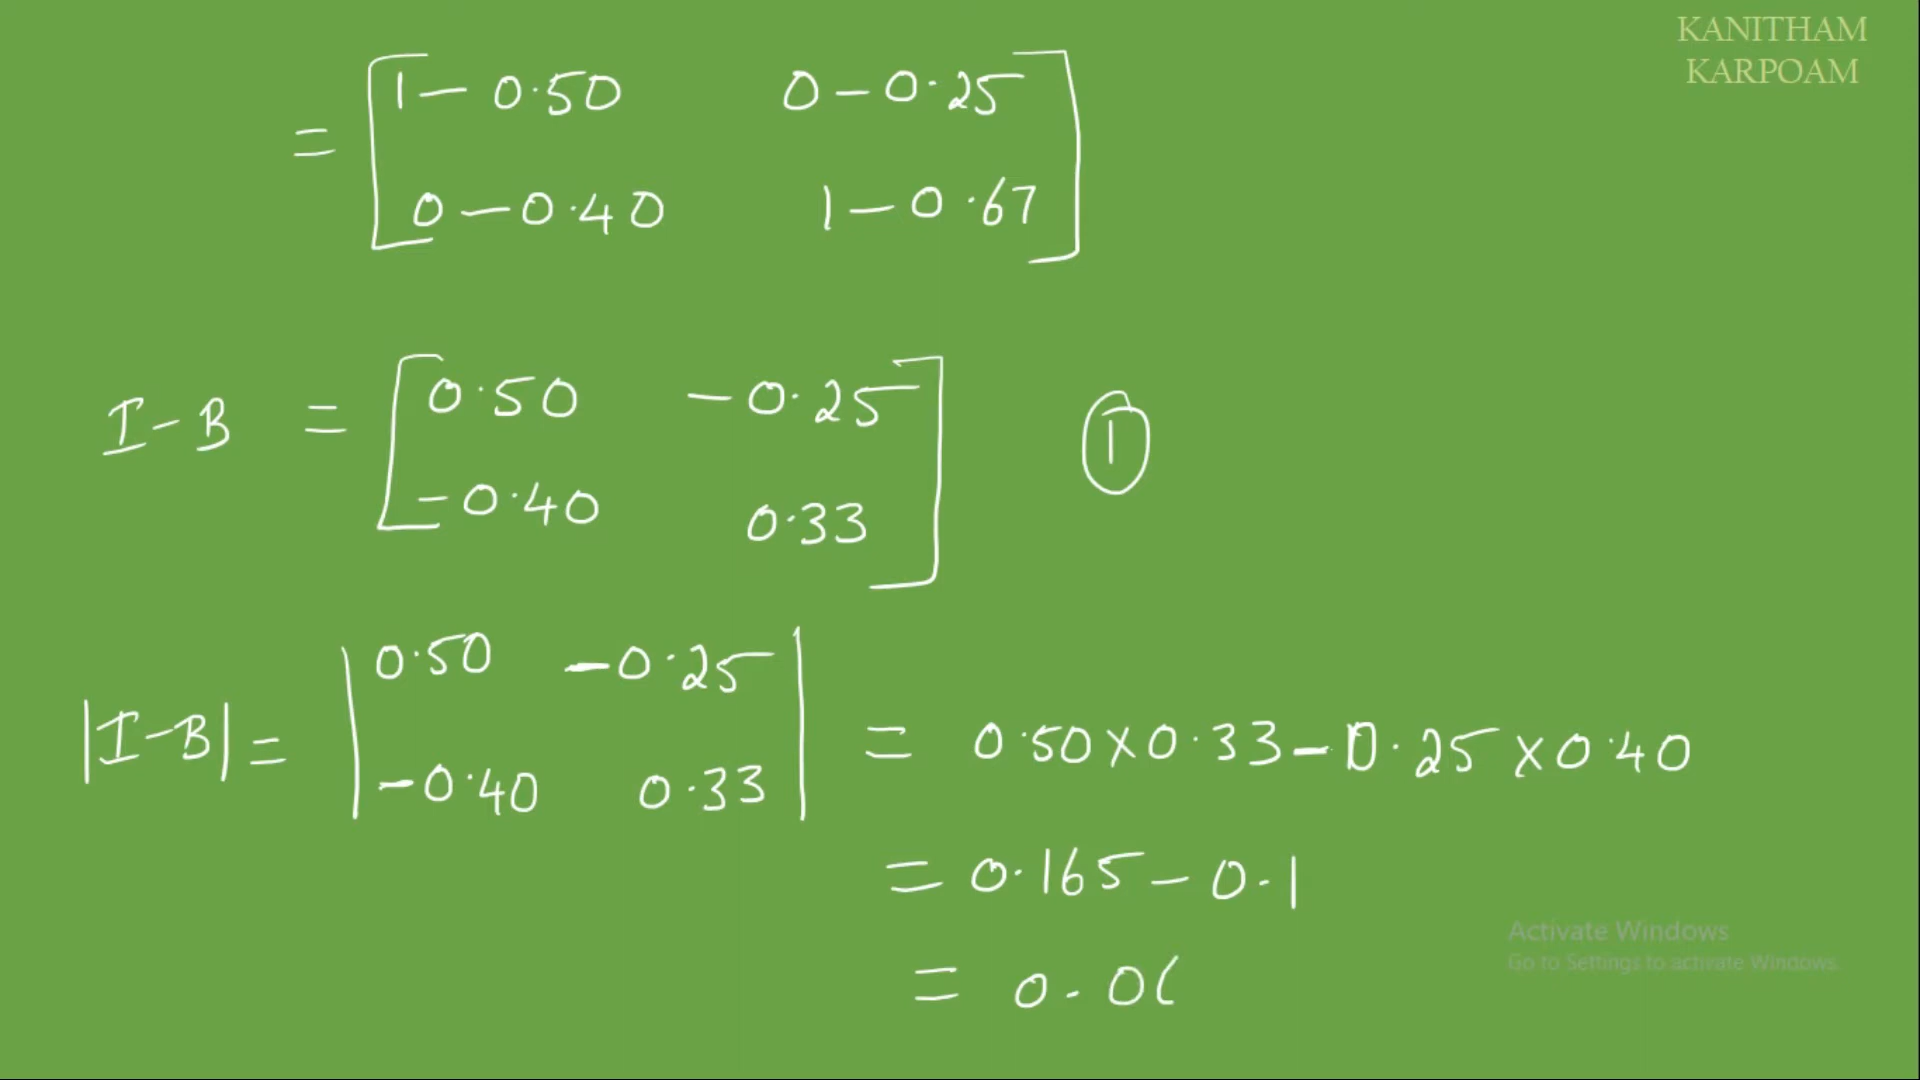 KANITHAM
KARPOAM
1 - 0.50 0 - 0.25
=
0 - 0.40 1 - 0.67
0.50 - 0.25
I - B = ①
- 0.40 0.33
0.50 - 0.25
|I - B| = = 0.50 × 0.33 - 0.25 × 0.40
- 0.40 0.33
= 0.165 - 0.1
Activate Windows
Go to Settings to activate Windows.
= 0.0(